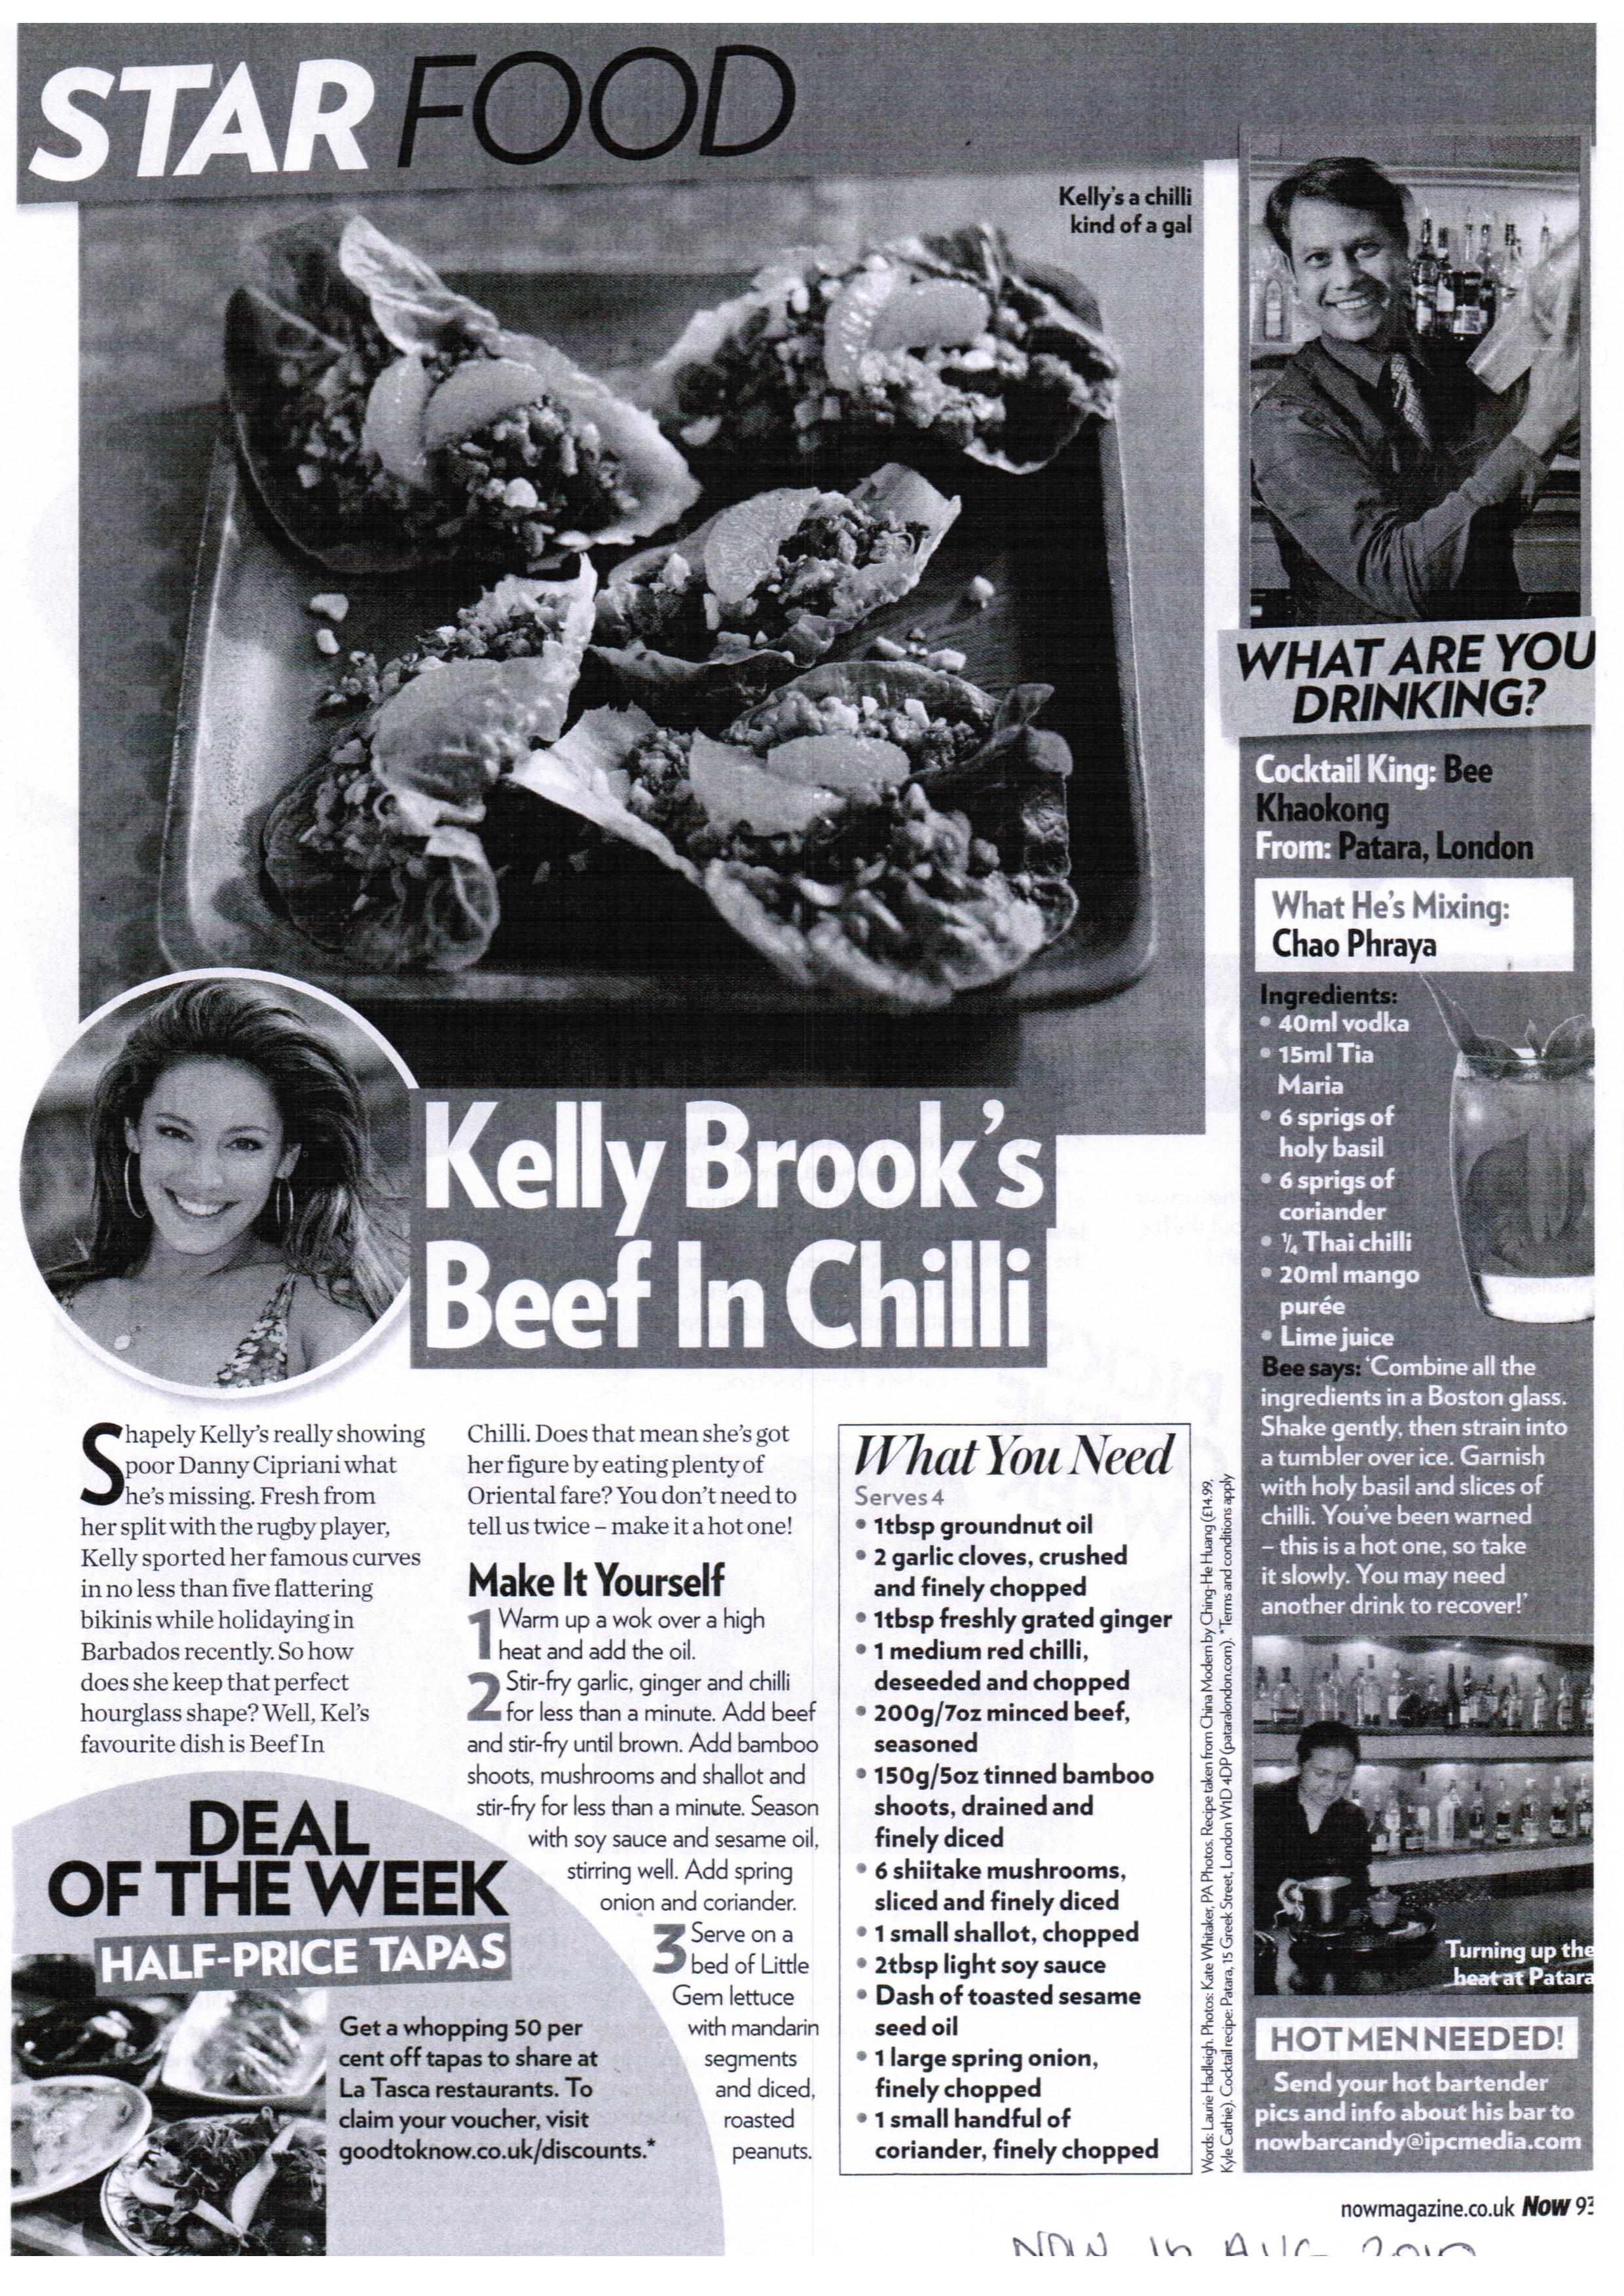 STAR FOOD
Kelly's a chilli
kind of a gal
Kelly Brook's
Beef In Chilli
Shapely Kelly's really showing
poor Danny Cipriani what
he's missing. Fresh from
her split with the rugby player,
Kelly sported her famous curves
in no less than five flattering
bikinis while holidaying in
Barbados recently. So how
does she keep that perfect
hourglass shape? Well, Kel's
favourite dish is Beef In
Chilli. Does that mean she's got
her figure by eating plenty of
Oriental fare? You don't need to
tell us twice – make it a hot one!
Make It Yourself
1 Warm up a wok over a high
heat and add the oil.
2 Stir-fry garlic, ginger and chilli
for less than a minute. Add beef
and stir-fry until brown. Add bamboo
shoots, mushrooms and shallot and
stir-fry for less than a minute. Season
with soy sauce and sesame oil,
stirring well. Add spring
onion and coriander.
3 Serve on a
bed of Little
Gem lettuce
with mandarin
segments
and diced,
roasted
peanuts.
DEAL
OF THE WEEK
HALF-PRICE TAPAS
Get a whopping 50 per
cent off tapas to share at
La Tasca restaurants. To
claim your voucher, visit
goodtoknow.co.uk/discounts.*
What You Need
Serves 4
• 1tbsp groundnut oil
• 2 garlic cloves, crushed
and finely chopped
• 1tbsp freshly grated ginger
• 1 medium red chilli,
deseeded and chopped
• 200g/7oz minced beef,
seasoned
• 150g/5oz tinned bamboo
shoots, drained and
finely diced
• 6 shiitake mushrooms,
sliced and finely diced
• 1 small shallot, chopped
• 2tbsp light soy sauce
• Dash of toasted sesame
seed oil
• 1 large spring onion,
finely chopped
• 1 small handful of
coriander, finely chopped
Words: Laurie Hadleigh. Photos: Kate Whitaker, PA Photos. Recipe taken from China Modern by Ching-He Huang (£14.99,
Kyle Cathie). Cocktail recipe: Patara, 15 Greek Street, London W1D 4DP (pataralondon.com). *Terms and conditions apply
WHAT ARE YOU
DRINKING?
Cocktail King: Bee
Khaokong
From: Patara, London
What He's Mixing:
Chao Phraya
Ingredients:
• 40ml vodka
• 15ml Tia
Maria
• 6 sprigs of
holy basil
• 6 sprigs of
coriander
• ¼ Thai chilli
• 20ml mango
purée
• Lime juice
Bee says: 'Combine all the
ingredients in a Boston glass.
Shake gently, then strain into
a tumbler over ice. Garnish
with holy basil and slices of
chilli. You've been warned
– this is a hot one, so take
it slowly. You may need
another drink to recover!'
Turning up the
heat at Patara
HOT MEN NEEDED!
Send your hot bartender
pics and info about his bar to
nowbarcandy@ipcmedia.com
nowmagazine.co.uk Now
NOW AUG 2010